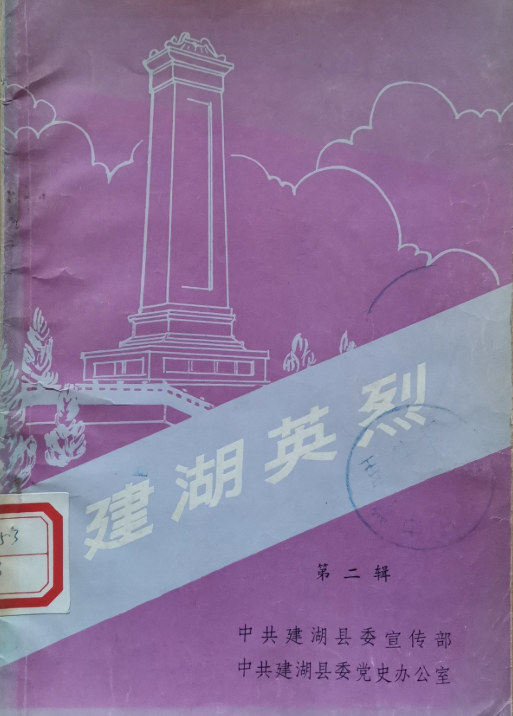 建湖英烈
第二辑
中共建湖县委宣传部
中共建湖县委党史办公室